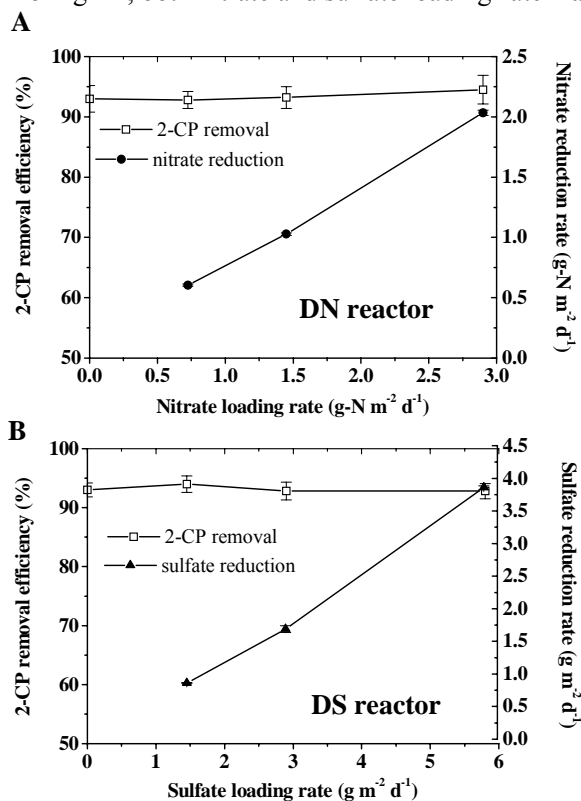 A
100
90
80
70
60
50
2-CP removal efficiency (%)
2-CP removal
nitrate reduction
DN reactor
2.5
2.0
1.5
1.0
0.5
0.0
Nitrate reduction rate (g-N m⁻² d⁻¹)
0.0 0.5 1.0 1.5 2.0 2.5 3.0
Nitrate loading rate (g-N m⁻² d⁻¹)
B
100
90
80
70
60
50
2-CP removal efficiency (%)
2-CP removal
sulfate reduction
DS reactor
4.5
4.0
3.5
3.0
2.5
2.0
1.5
1.0
0.5
0.0
Sulfate reduction rate (g m⁻² d⁻¹)
0 1 2 3 4 5 6
Sulfate loading rate (g m⁻² d⁻¹)